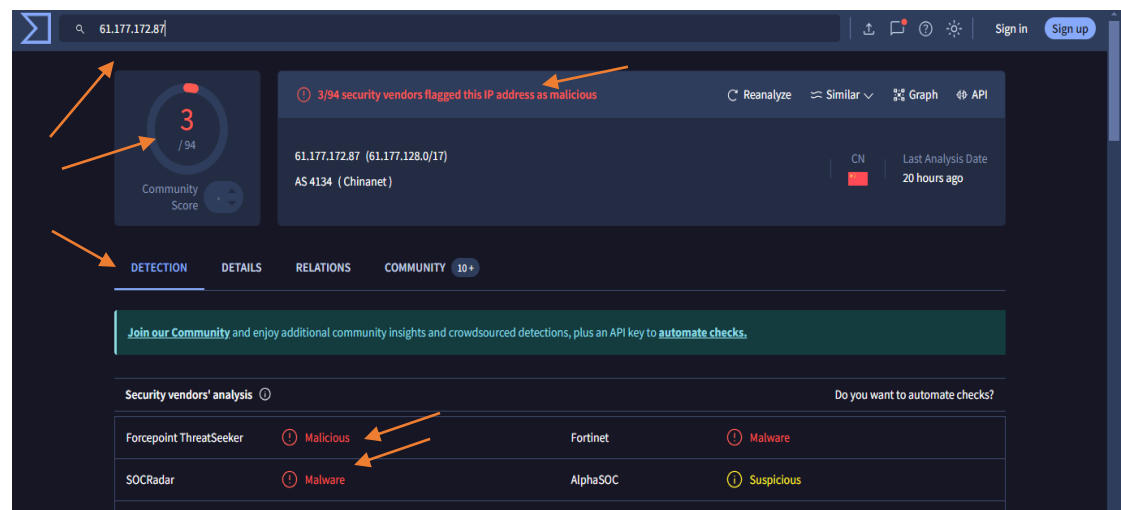 61.177.172.87
Sign in
Sign up
3
/ 94
Community
Score
3/94 security vendors flagged this IP address as malicious
Reanalyze
Similar
Graph
API
61.177.172.87 (61.177.128.0/17)
AS 4134 ( Chinanet )
CN
Last Analysis Date
20 hours ago
DETECTION
DETAILS
RELATIONS
COMMUNITY
10+
Join our Community and enjoy additional community insights and crowdsourced detections, plus an API key to automate checks.
Security vendors' analysis
Do you want to automate checks?
Forcepoint ThreatSeeker
Malicious
Fortinet
Malware
SOCRadar
Malware
AlphaSOC
Suspicious